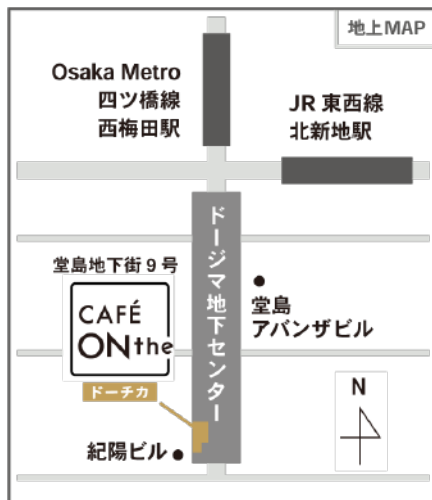 地上MAP
Osaka Metro
四ツ橋線
西梅田駅
JR 東西線
北新地駅
ドージマ地下センター
堂島地下街9号
CAFÉ
ONthe
ドーチカ
堂島
アバンザビル
紀陽ビル
N